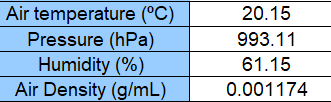 Air temperature (ºC) 20.15
Pressure (hPa) 993.11
Humidity (%) 61.15
Air Density (g/mL) 0.001174